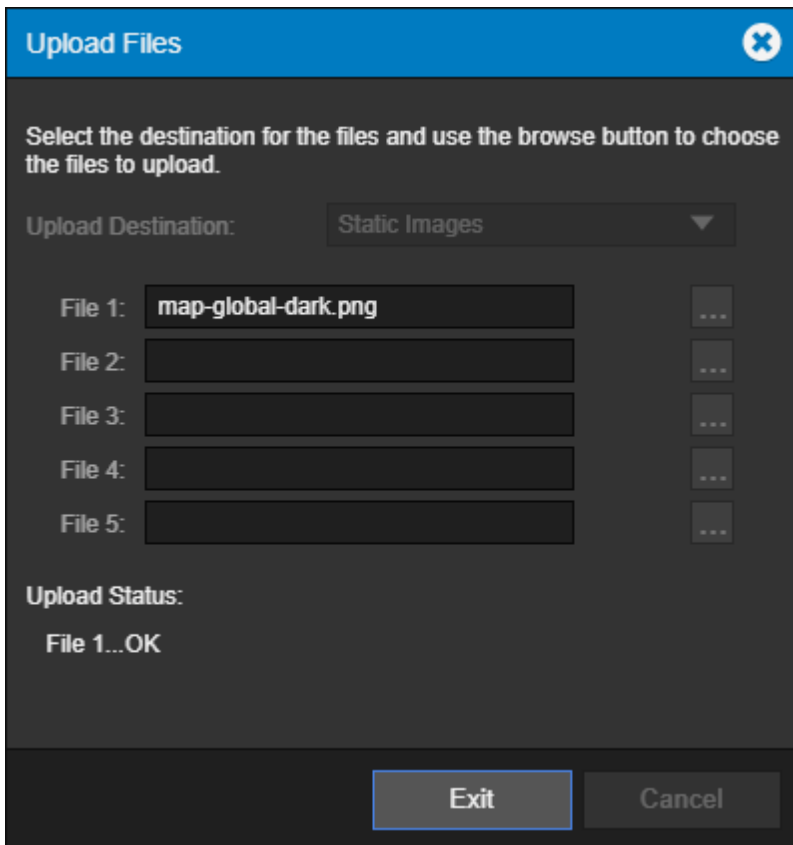 Upload Files
Select the destination for the files and use the browse button to choose
the files to upload.
Upload Destination: Static Images
File 1: map-global-dark.png ...
File 2: ...
File 3: ...
File 4: ...
File 5: ...
Upload Status:
File 1...OK
Exit Cancel